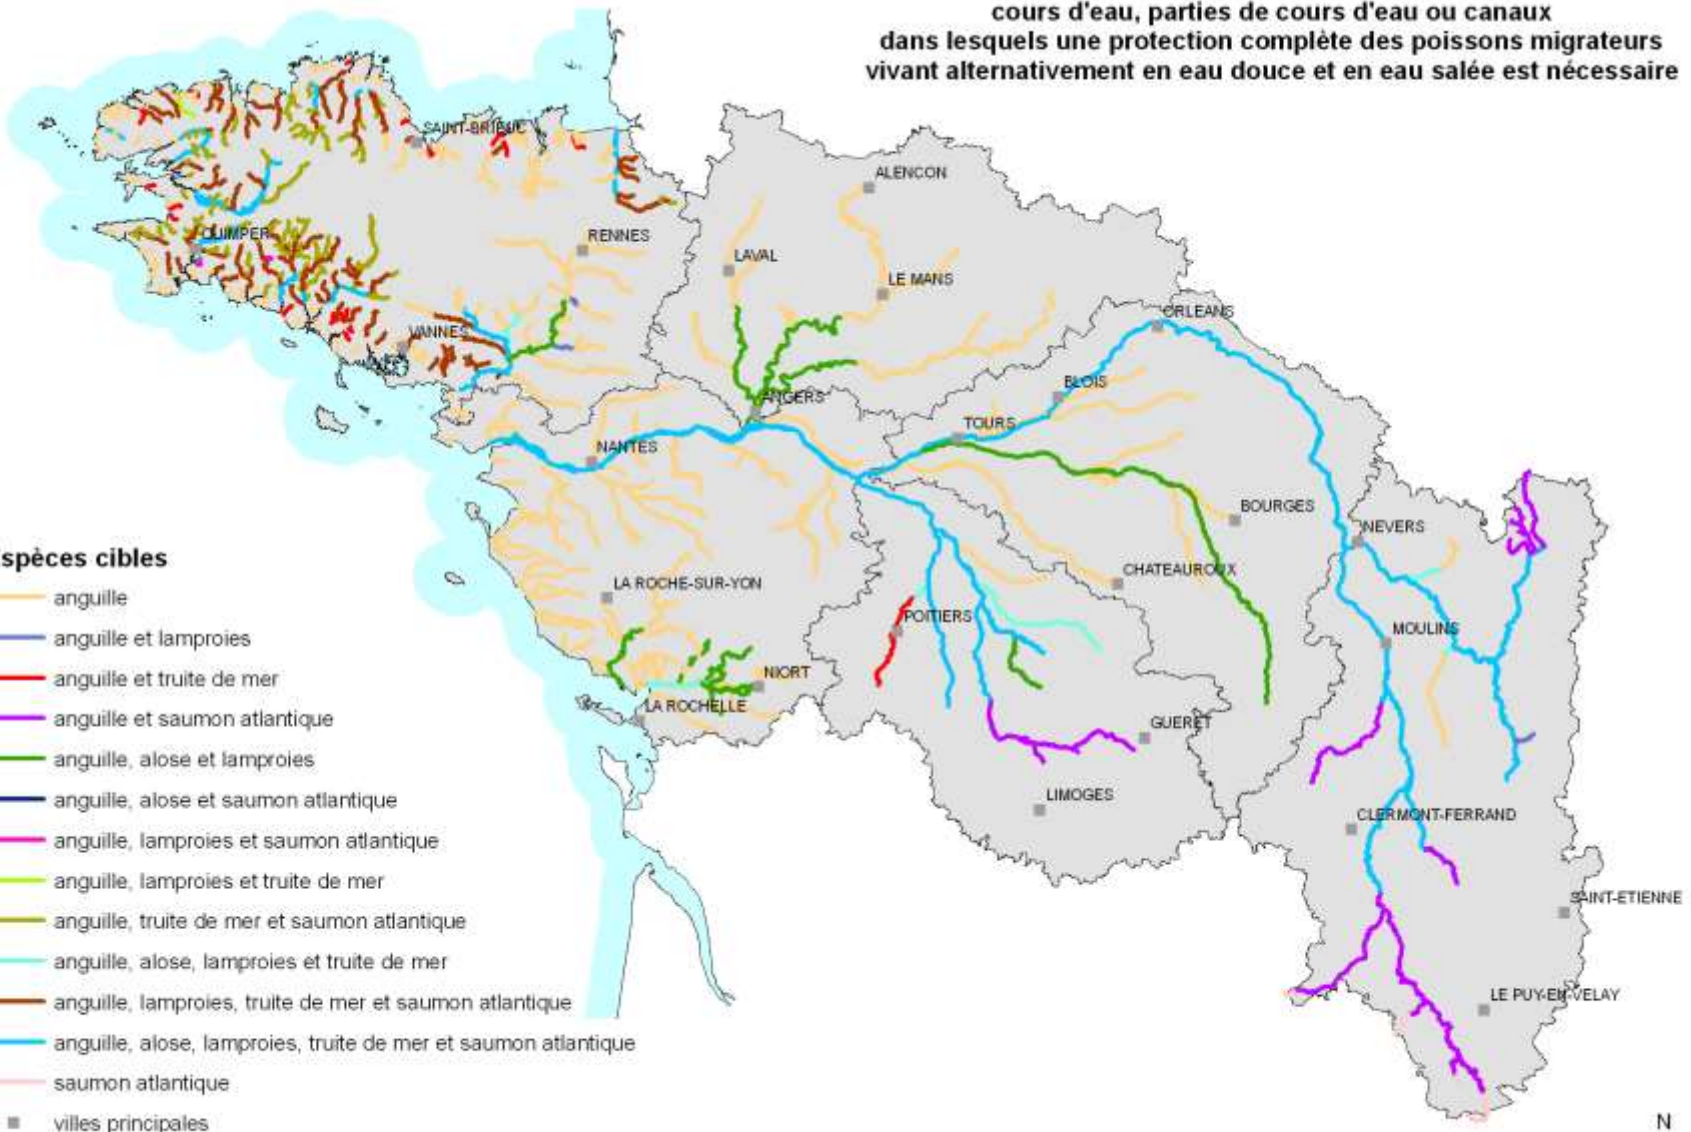 cours d'eau, parties de cours d'eau ou canaux
dans lesquels une protection complète des poissons migrateurs
vivant alternativement en eau douce et en eau salée est nécessaire
SAINT-BRIEUC
ALENCON
QUIMPER
RENNES
LAVAL
LE MANS
VANNES
ORLEANS
BLOIS
ANGERS
TOURS
NANTES
BOURGES
NEVERS
LA ROCHE-SUR-YON
CHATEAUROUX
POITIERS
MOULINS
NIORT
LA ROCHELLE
GUERET
LIMOGES
CLERMONT-FERRAND
SAINT-ETIENNE
LE PUY-EN-VELAY
spèces cibles
anguille
anguille et lamproies
anguille et truite de mer
anguille et saumon atlantique
anguille, alose et lamproies
anguille, alose et saumon atlantique
anguille, lamproies et saumon atlantique
anguille, lamproies et truite de mer
anguille, truite de mer et saumon atlantique
anguille, alose, lamproies et truite de mer
anguille, lamproies, truite de mer et saumon atlantique
anguille, alose, lamproies, truite de mer et saumon atlantique
saumon atlantique
villes principales
N